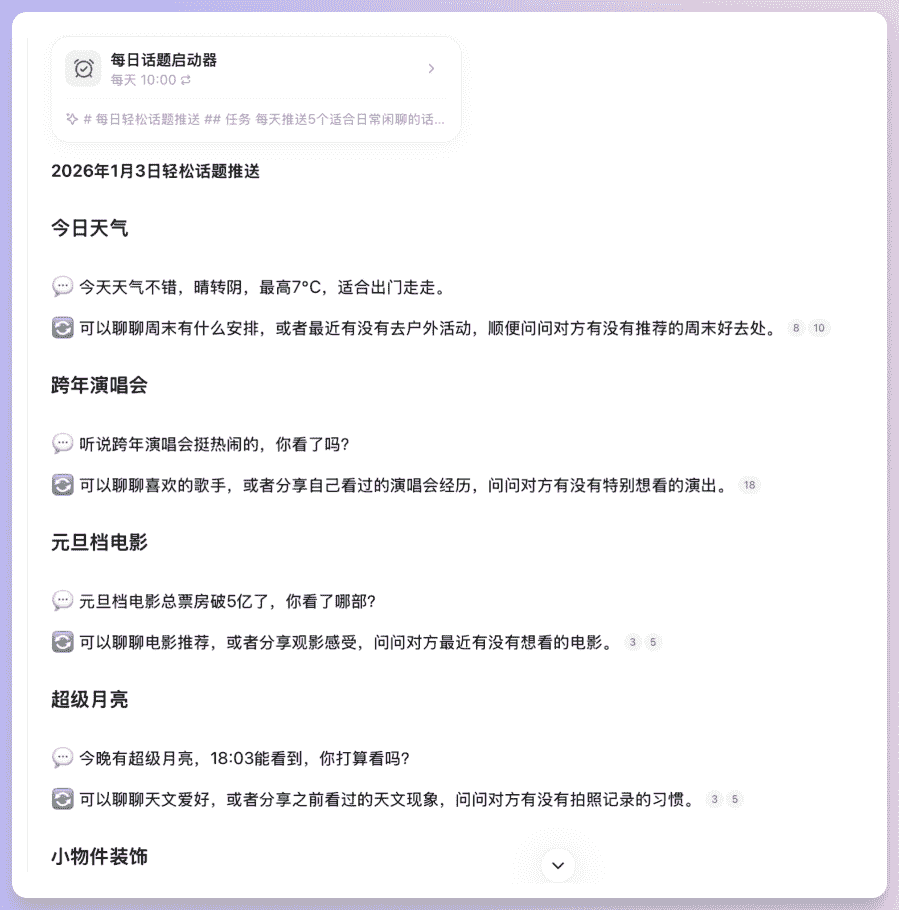 每日话题启动器
每天 10:00
# 每日轻松话题推送 ## 任务 每天推送5个适合日常闲聊的话...
2026年1月3日轻松话题推送
今日天气
今天天气不错，晴转阴，最高7°C，适合出门走走。
可以聊聊周末有什么安排，或者最近有没有去户外活动，顺便问问对方有没有推荐的周末好去处。 8 10
跨年演唱会
听说跨年演唱会挺热闹的，你看了吗?
可以聊聊喜欢的歌手，或者分享自己看过的演唱会经历，问问对方有没有特别想看的演出。 18
元旦档电影
元旦档电影总票房破5亿了，你看了哪部?
可以聊聊电影推荐，或者分享观影感受，问问对方最近有没有想看的电影。 3 5
超级月亮
今晚有超级月亮，18:03能看到，你打算看吗?
可以聊聊天文爱好，或者分享之前看过的天文现象，问问对方有没有拍照记录的习惯。 3 5
小物件装饰